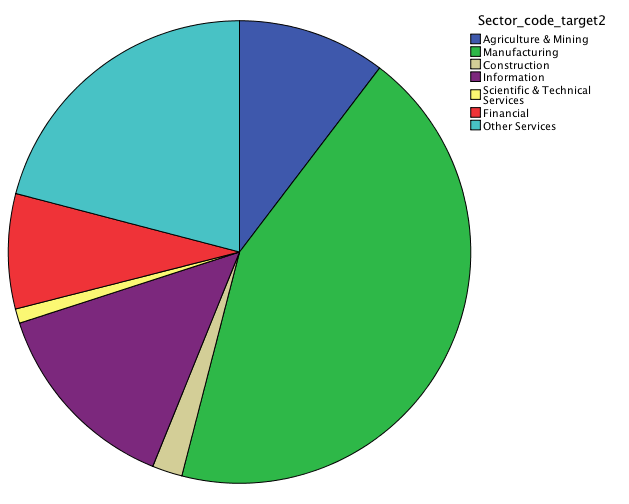 Sector_code_target2
Agriculture & Mining
Manufacturing
Construction
Information
Scientific & Technical
Services
Financial
Other Services